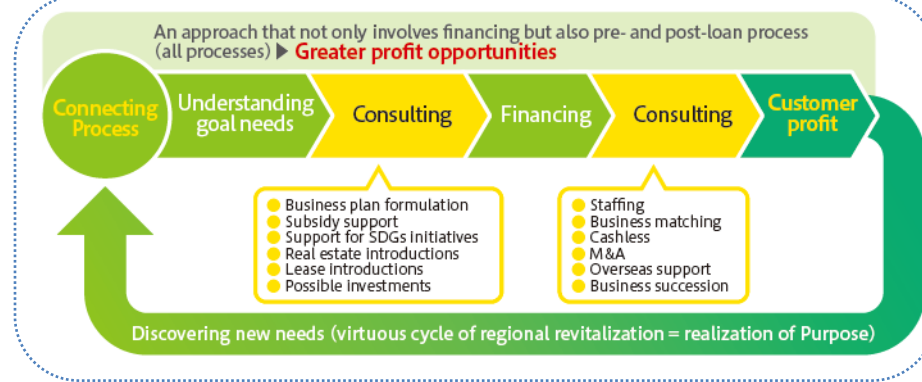 An approach that not only involves financing but also pre- and post-loan process
(all processes) ▶ Greater profit opportunities
Connecting
Process
Understanding
goal needs
Consulting
Financing
Consulting
Customer
profit
Business plan formulation
Subsidy support
Support for SDGs initiatives
Real estate introductions
Lease introductions
Possible investments
Staffing
Business matching
Cashless
M&A
Overseas support
Business succession
Discovering new needs (virtuous cycle of regional revitalization = realization of Purpose)